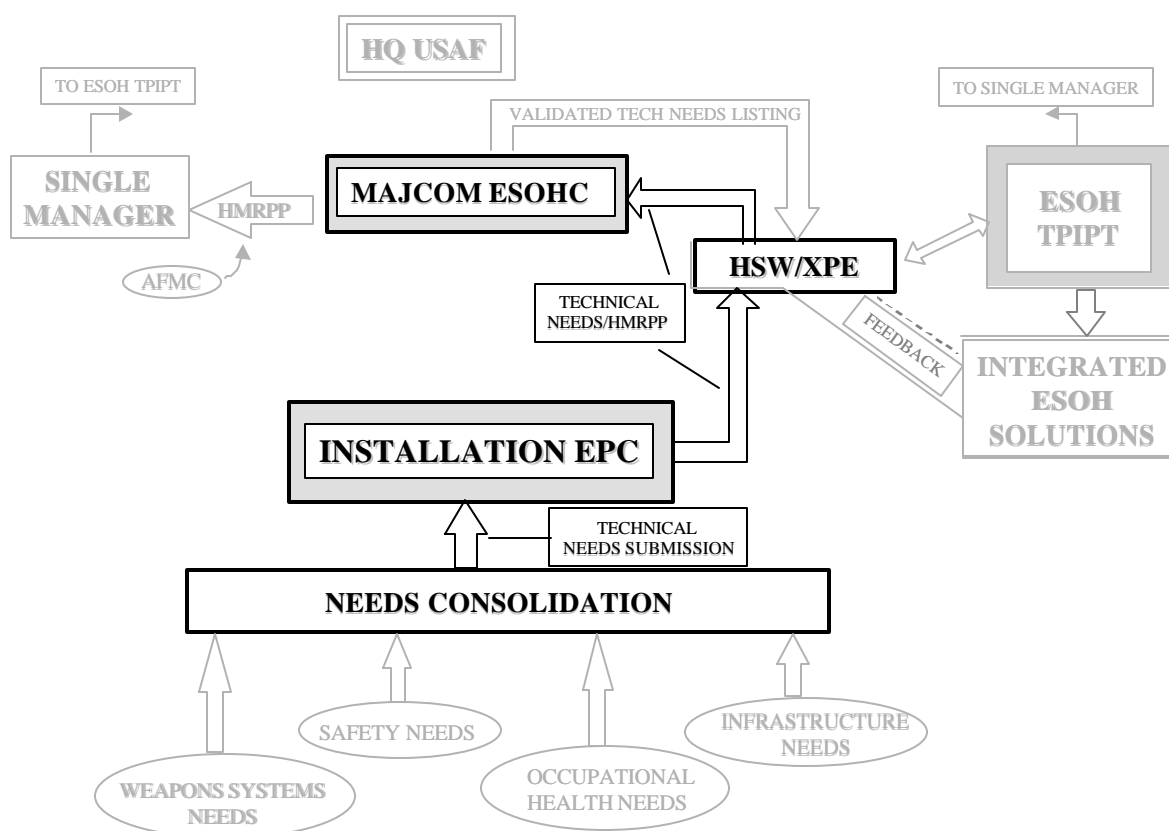 HQ USAF
TO ESOH TPIPT
TO SINGLE MANAGER
VALIDATED TECH NEEDS LISTING
SINGLE
MANAGER
HMRPP
MAJCOM ESOHC
ESOH
TPIPT
AFMC
HSW/XPE
TECHNICAL
NEEDS/HMRPP
FEEDBACK
INTEGRATED
ESOH
SOLUTIONS
INSTALLATION EPC
TECHNICAL
NEEDS SUBMISSION
NEEDS CONSOLIDATION
SAFETY NEEDS
INFRASTRUCTURE
NEEDS
WEAPONS SYSTEMS
NEEDS
OCCUPATIONAL
HEALTH NEEDS